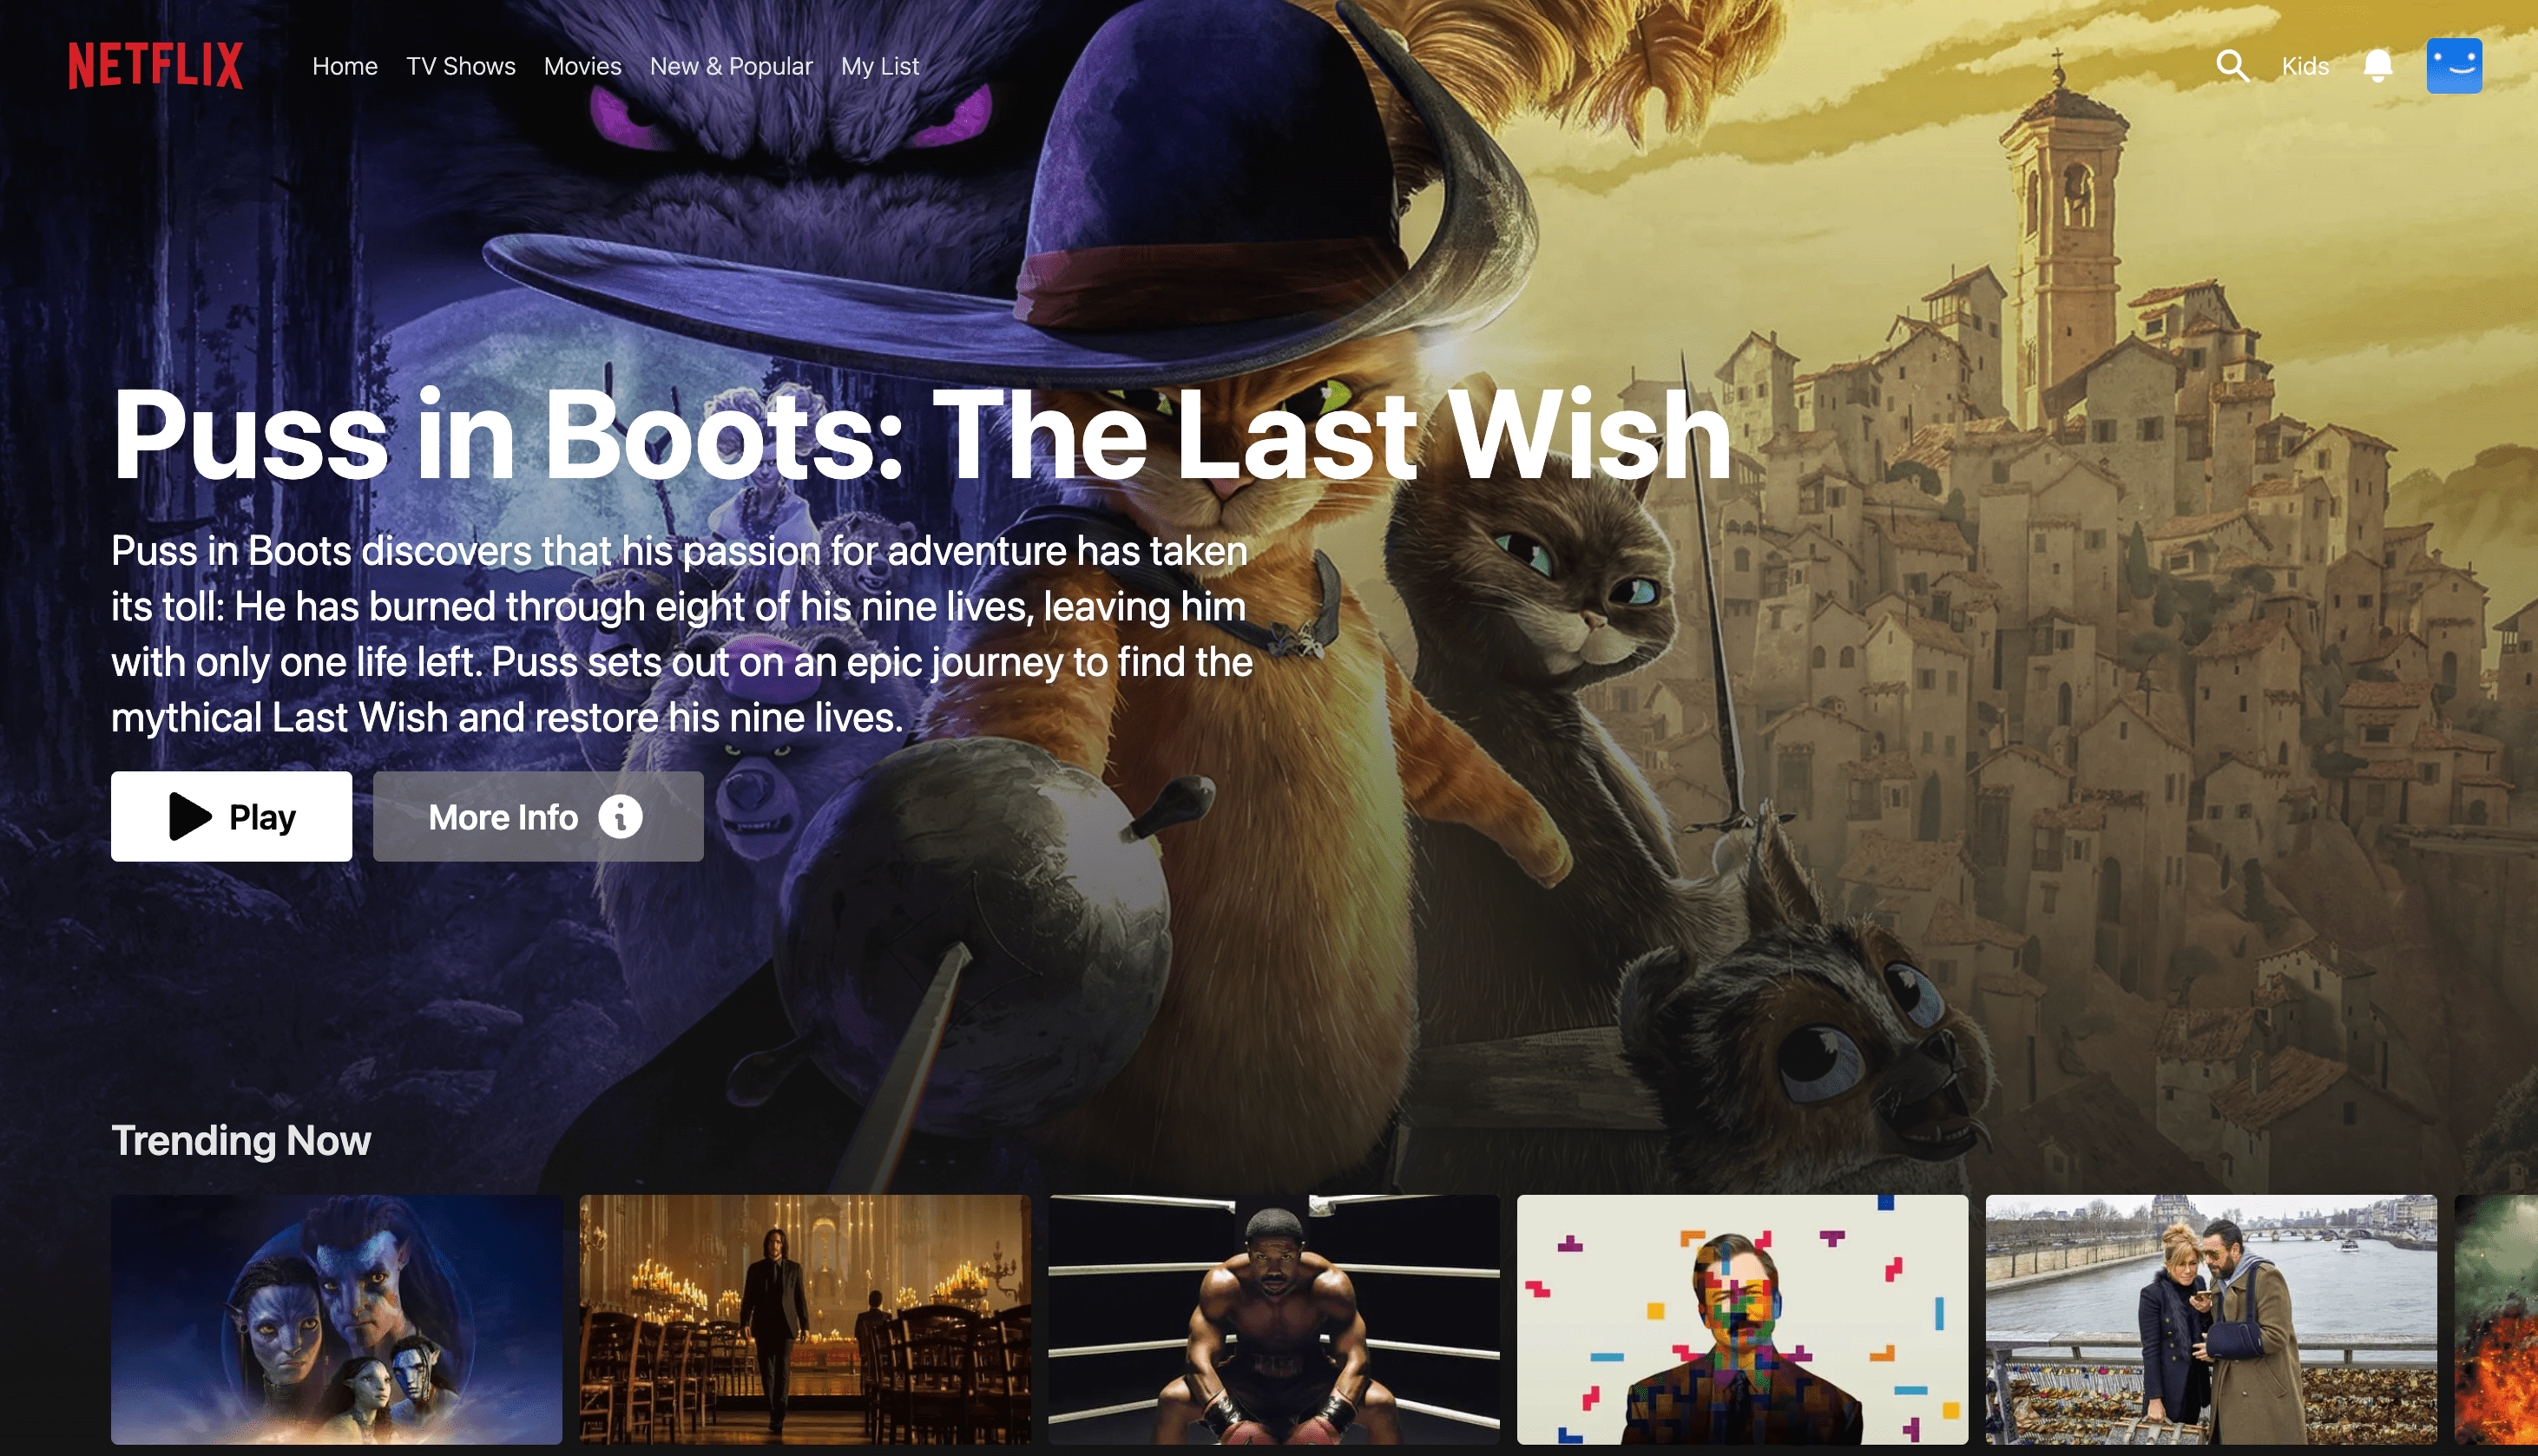 NETFLIX Home TV Shows Movies New & Popular My List Kids
Puss in Boots: The Last Wish
Puss in Boots discovers that his passion for adventure has taken
its toll: He has burned through eight of his nine lives, leaving him
with only one life left. Puss sets out on an epic journey to find the
mythical Last Wish and restore his nine lives.
Play More Info
Trending Now